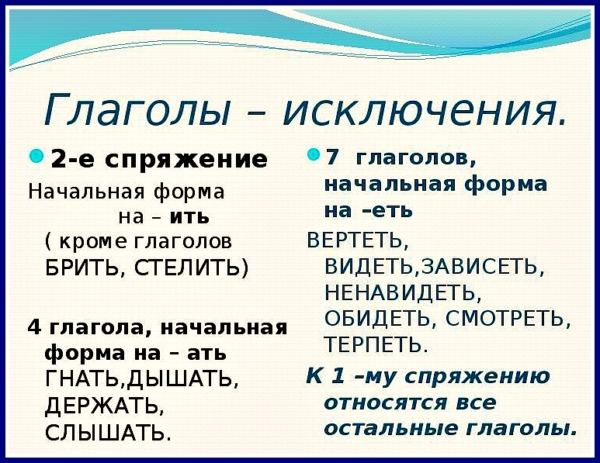 Глаголы – исключения.
2-е спряжение
Начальная форма
на – ить
( кроме глаголов
БРИТЬ, СТЕЛИТЬ)
4 глагола, начальная
форма на – ать
ГНАТЬ,ДЫШАТЬ,
ДЕРЖАТЬ,
СЛЫШАТЬ.
7 глаголов,
начальная форма
на –еть
ВЕРТЕТЬ,
ВИДЕТЬ,ЗАВИСЕТЬ,
НЕНАВИДЕТЬ,
ОБИДЕТЬ, СМОТРЕТЬ,
ТЕРПЕТЬ.
К 1 –му спряжению
относятся все
остальные глаголы.